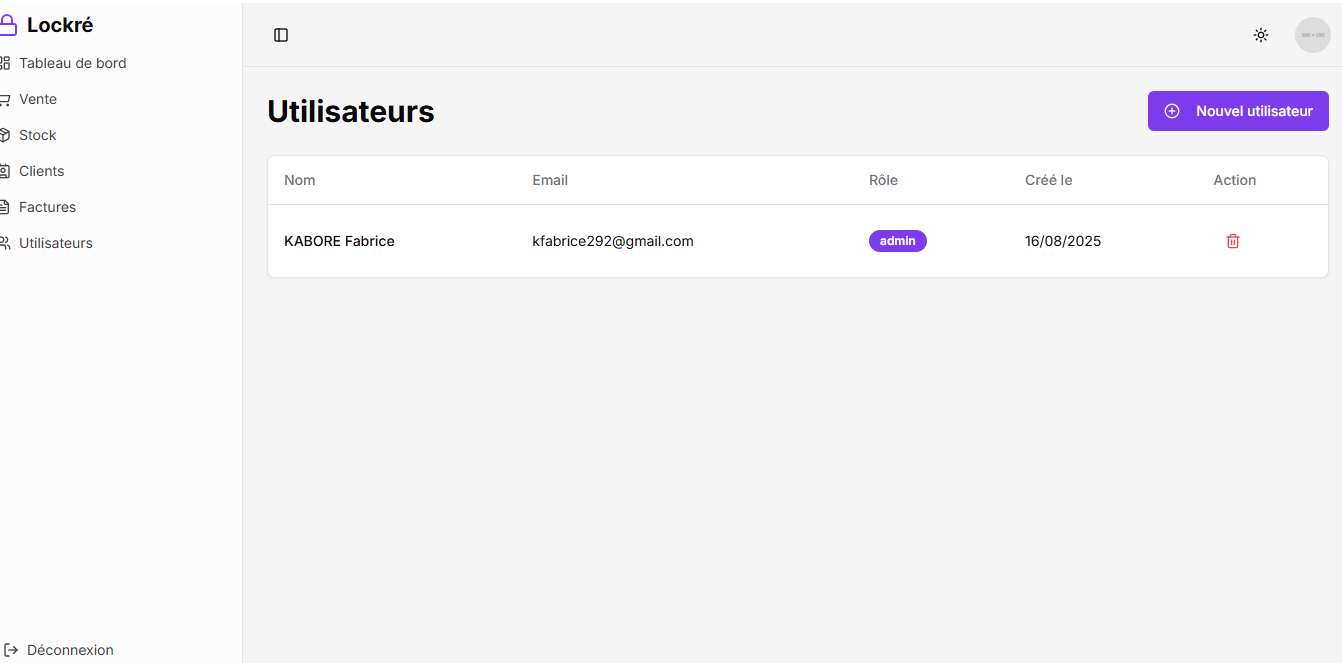 Lockré
Tableau de bord
Vente
Stock
Clients
Factures
Utilisateurs
Déconnexion
Utilisateurs
Nouvel utilisateur
Nom Email Rôle Créé le Action
KABORE Fabrice kfabrice292@gmail.com admin 16/08/2025